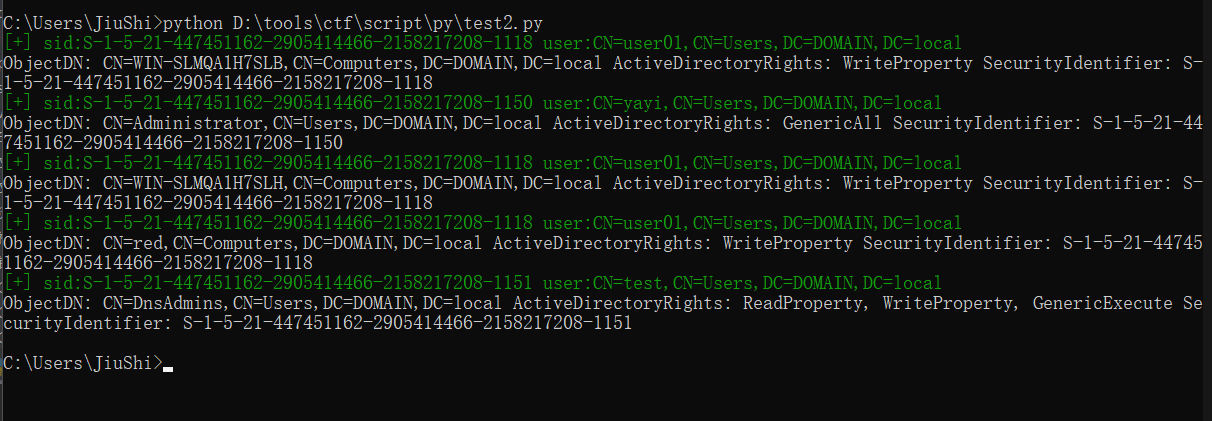 C:\Users\JiuShi>python D:\tools\ctf\script\py\test2.py
[+] sid:S-1-5-21-447451162-2905414466-2158217208-1118 user:CN=user01,CN=Users,DC=DOMAIN,DC=local
ObjectDN: CN=WIN-SLMQA1H7SLB,CN=Computers,DC=DOMAIN,DC=local ActiveDirectoryRights: WriteProperty SecurityIdentifier: S-
1-5-21-447451162-2905414466-2158217208-1118
[+] sid:S-1-5-21-447451162-2905414466-2158217208-1150 user:CN=yayi,CN=Users,DC=DOMAIN,DC=local
ObjectDN: CN=Administrator,CN=Users,DC=DOMAIN,DC=local ActiveDirectoryRights: GenericAll SecurityIdentifier: S-1-5-21-44
7451162-2905414466-2158217208-1150
[+] sid:S-1-5-21-447451162-2905414466-2158217208-1118 user:CN=user01,CN=Users,DC=DOMAIN,DC=local
ObjectDN: CN=WIN-SLMQA1H7SLH,CN=Computers,DC=DOMAIN,DC=local ActiveDirectoryRights: WriteProperty SecurityIdentifier: S-
1-5-21-447451162-2905414466-2158217208-1118
[+] sid:S-1-5-21-447451162-2905414466-2158217208-1118 user:CN=user01,CN=Users,DC=DOMAIN,DC=local
ObjectDN: CN=red,CN=Computers,DC=DOMAIN,DC=local ActiveDirectoryRights: WriteProperty SecurityIdentifier: S-1-5-21-44745
1162-2905414466-2158217208-1118
[+] sid:S-1-5-21-447451162-2905414466-2158217208-1151 user:CN=test,CN=Users,DC=DOMAIN,DC=local
ObjectDN: CN=DnsAdmins,CN=Users,DC=DOMAIN,DC=local ActiveDirectoryRights: ReadProperty, WriteProperty, GenericExecute Se
curityIdentifier: S-1-5-21-447451162-2905414466-2158217208-1151
C:\Users\JiuShi>